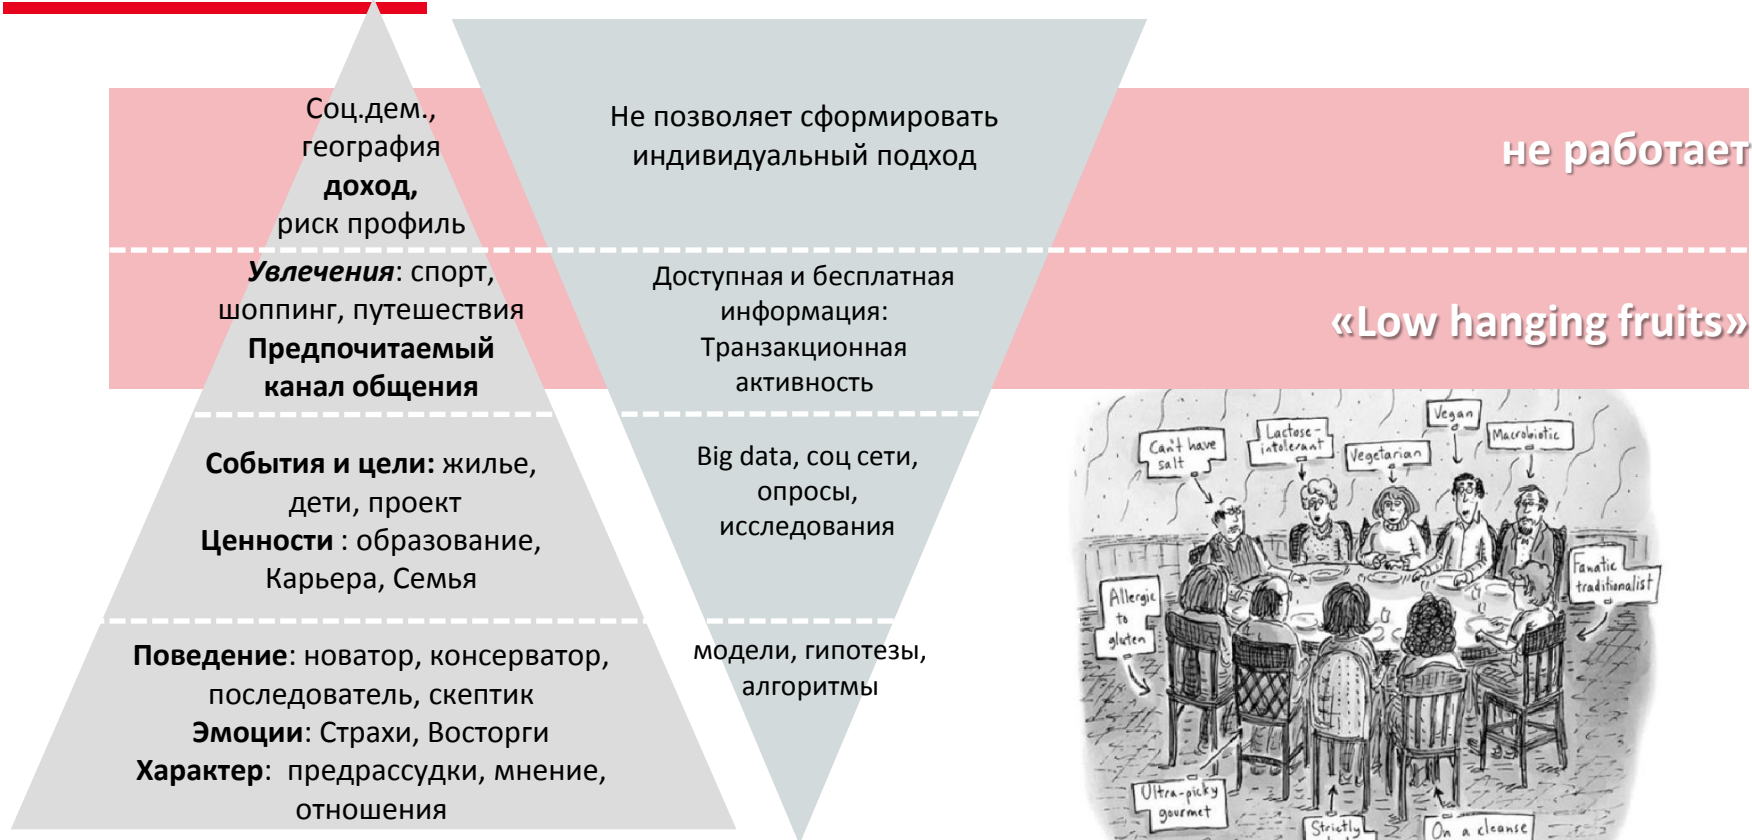 Соц.дем.,
география
доход,
риск профиль
Не позволяет сформировать
индивидуальный подход
не работает
Увлечения: спорт,
шоппинг, путешествия
Предпочитаемый
канал общения
Доступная и бесплатная
информация:
Транзакционная
активность
«Low hanging fruits»
События и цели: жилье,
дети, проект
Ценности : образование,
Карьера, Семья
Big data, соц сети,
опросы,
исследования
Поведение: новатор, консерватор,
последователь, скептик
Эмоции: Страхи, Восторги
Характер: предрассудки, мнение,
отношения
модели, гипотезы,
алгоритмы
Can't have
salt
Lactose-
intolerant
Vegetarian
Vegan
Macrobiotic
Fanatic
traditionalist
Allergic
to
gluten
Ultra-picky
gourmet
Strictly
On a cleanse